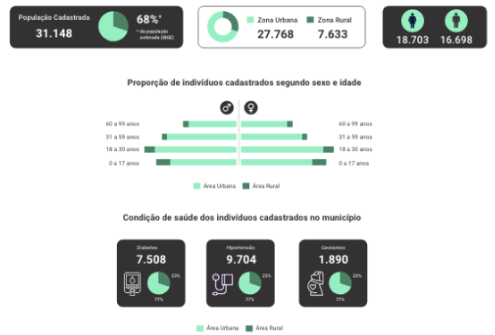 População Cadastrada
31.148
68%*
* da população
estimada (IBGE)
Zona Urbana
27.768
Zona Rural
7.633
18.703
16.698
Proporção de indivíduos cadastrados segundo sexo e idade
60 a 99 anos
60 a 99 anos
31 a 59 anos
31 a 59 anos
18 a 30 anos
18 a 30 anos
0 a 17 anos
0 a 17 anos
Área Urbana
Área Rural
Condição de saúde dos indivíduos cadastrados no município
Diabetes
7.508
23%
77%
Hipertensão
9.704
23%
77%
Gestantes
1.890
23%
77%
Área Urbana
Área Rural